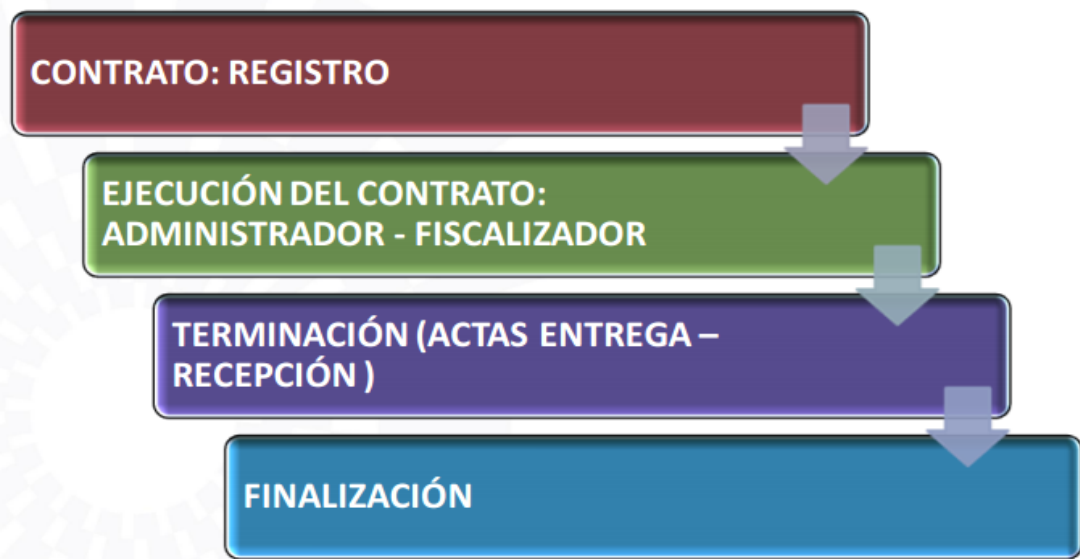 CONTRATO: REGISTRO
EJECUCIÓN DEL CONTRATO:
ADMINISTRADOR - FISCALIZADOR
TERMINACIÓN (ACTAS ENTREGA –
RECEPCIÓN )
FINALIZACIÓN